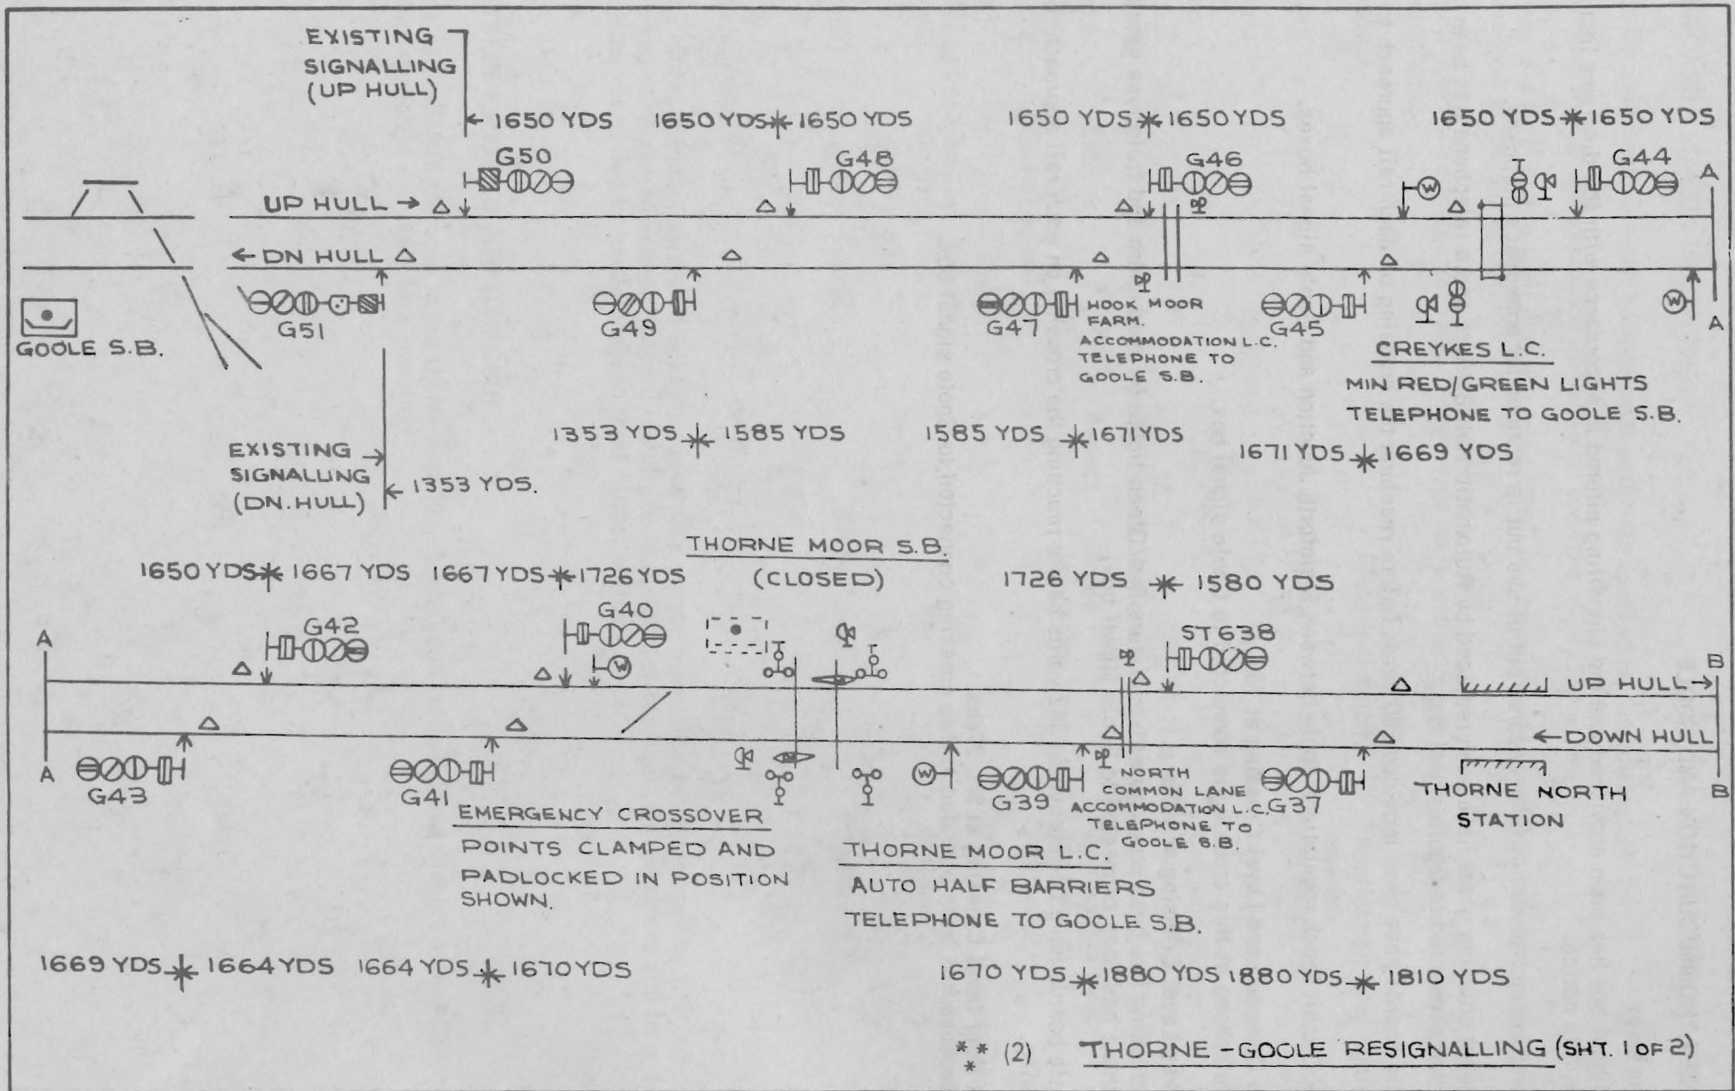 EXISTING
SIGNALLING
(UP HULL)
← 1650 YDS
1650 YDS * 1650 YDS
1650 YDS * 1650 YDS
1650 YDS * 1650 YDS
G50
G48
G46
G44
A
W
UP HULL →
← DN HULL
GOOLE S.B.
G51
G49
G47
HOOK MOOR
FARM.
ACCOMMODATION L.C.
TELEPHONE TO
GOOLE S.B.
G45
W
A
CREYKES L.C.
MIN RED/GREEN LIGHTS
TELEPHONE TO GOOLE S.B.
1353 YDS * 1585 YDS
1585 YDS * 1671 YDS
1671 YDS * 1669 YDS
EXISTING →
SIGNALLING
(DN. HULL)
← 1353 YDS.
THORNE MOOR S.B.
(CLOSED)
1650 YDS * 1667 YDS
1667 YDS * 1726 YDS
1726 YDS * 1580 YDS
A
G42
G40
W
ST638
B
UP HULL →
← DOWN HULL
A
G43
G41
W
G39
NORTH
COMMON LANE
ACCOMMODATION L.C.
TELEPHONE TO
GOOLE S.B.
G37
THORNE NORTH
STATION
B
EMERGENCY CROSSOVER
POINTS CLAMPED AND
PADLOCKED IN POSITION
SHOWN.
THORNE MOOR L.C.
AUTO HALF BARRIERS
TELEPHONE TO GOOLE S.B.
1669 YDS * 1664 YDS
1664 YDS * 1670 YDS
1670 YDS * 1880 YDS
1880 YDS * 1810 YDS
*** (2) THORNE - GOOLE RESIGNALLING (SHT. 1 OF 2)